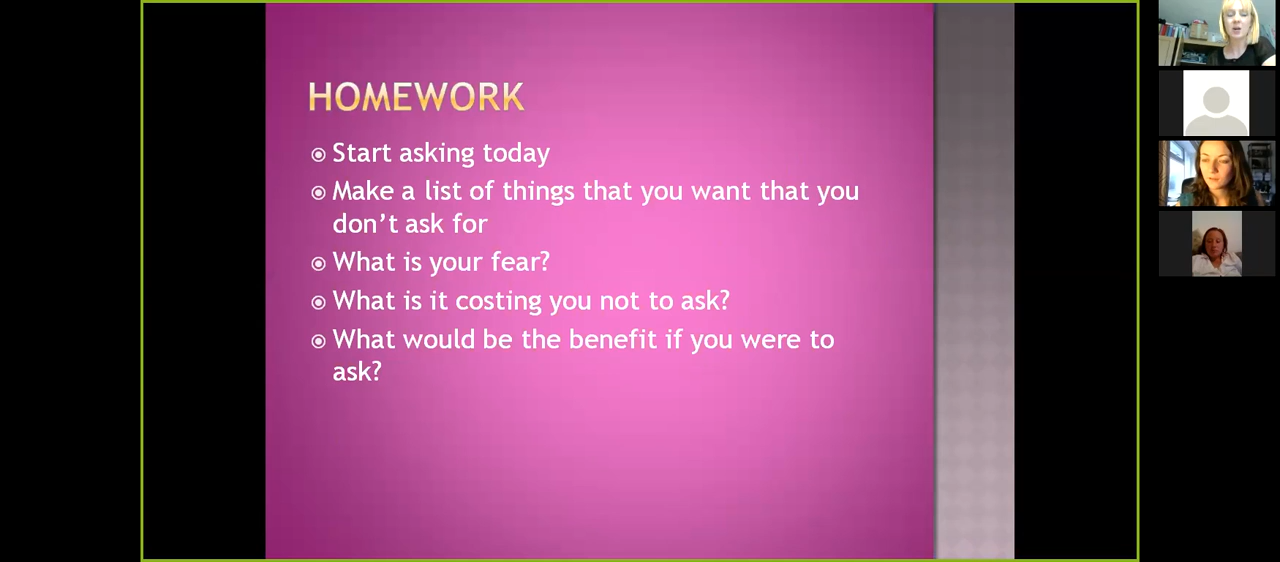 HOMEWORK
Start asking today
Make a list of things that you want that you
don't ask for
What is your fear?
What is it costing you not to ask?
What would be the benefit if you were to
ask?